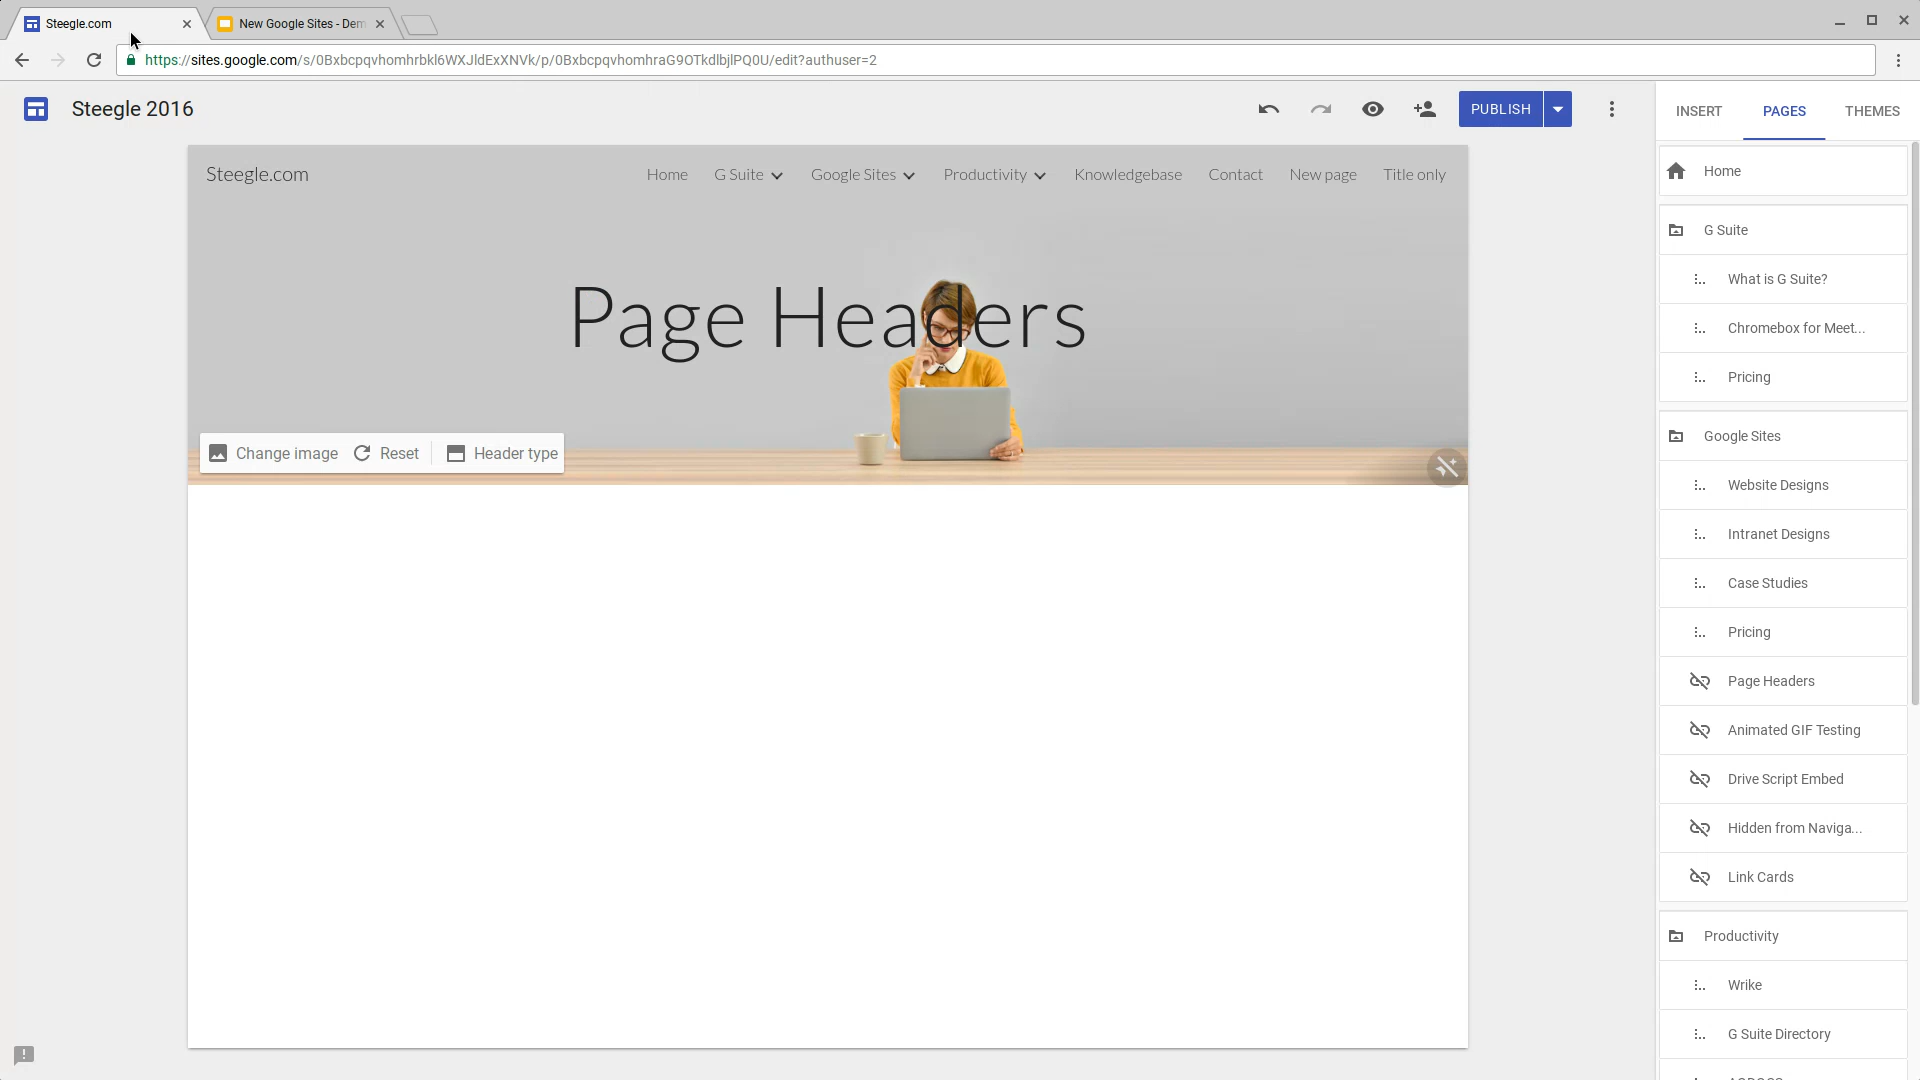 Steegle.com
New Google Sites - Dem
https://sites.google.com/s/0Bxbcpqvhomhrbkl6WXJldExXNVk/p/0Bxbcpqvhomhra​G9OTkdlbjlPQ0U/edit?authuser=2
Steegle 2016
PUBLISH
INSERT PAGES THEMES
Steegle.com
Home G Suite Google Sites Productivity Knowledgebase Contact New page Title only
Page Headers
Change image Reset Header type
Home
G Suite
What is G Suite?
Chromebox for Meet...
Pricing
Google Sites
Website Designs
Intranet Designs
Case Studies
Pricing
Page Headers
Animated GIF Testing
Drive Script Embed
Hidden from Naviga...
Link Cards
Productivity
Wrike
G Suite Directory